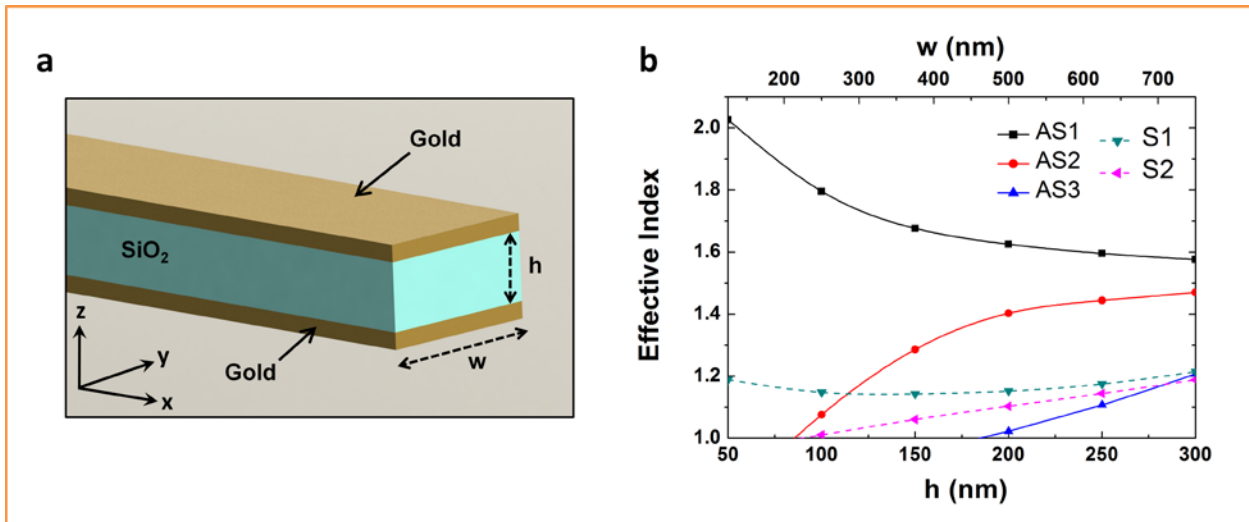 a
Gold
SiO₂
h
w
Gold
z
y
x
b
w (nm)
200 300 400 500 600 700
AS1
AS2
AS3
S1
S2
Effective Index
2.0
1.8
1.6
1.4
1.2
1.0
50 100 150 200 250 300
h (nm)